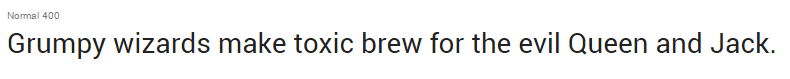 Normal 400
Grumpy wizards make toxic brew for the evil Queen and Jack.